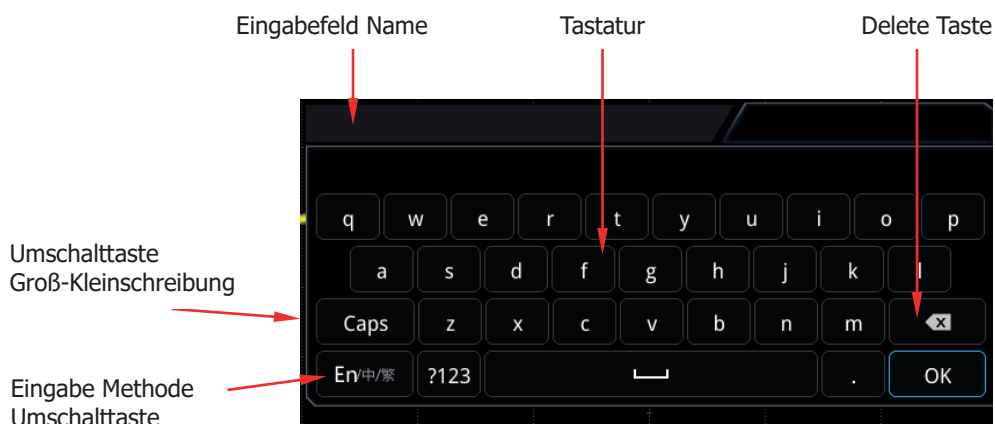 Eingabefeld Name Tastatur Delete Taste
q w e r t y u i o p
Umschalttaste
Groß-Kleinschreibung
a s d f g h j k l
Caps z x c v b n m x
Eingabe Methode
Umschalttaste
En/中/繁 ?123 . OK